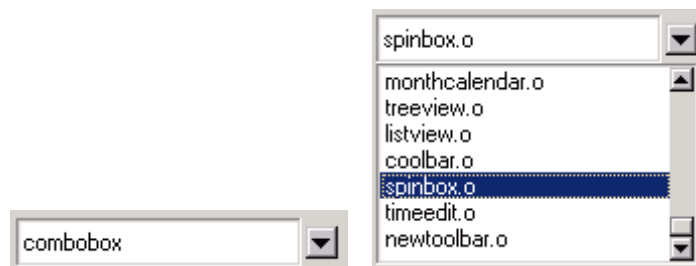 spinbox.o
monthcalendar.o
treeview.o
listview.o
coolbar.o
spinbox.o
timeedit.o
newtoolbar.o
combobox